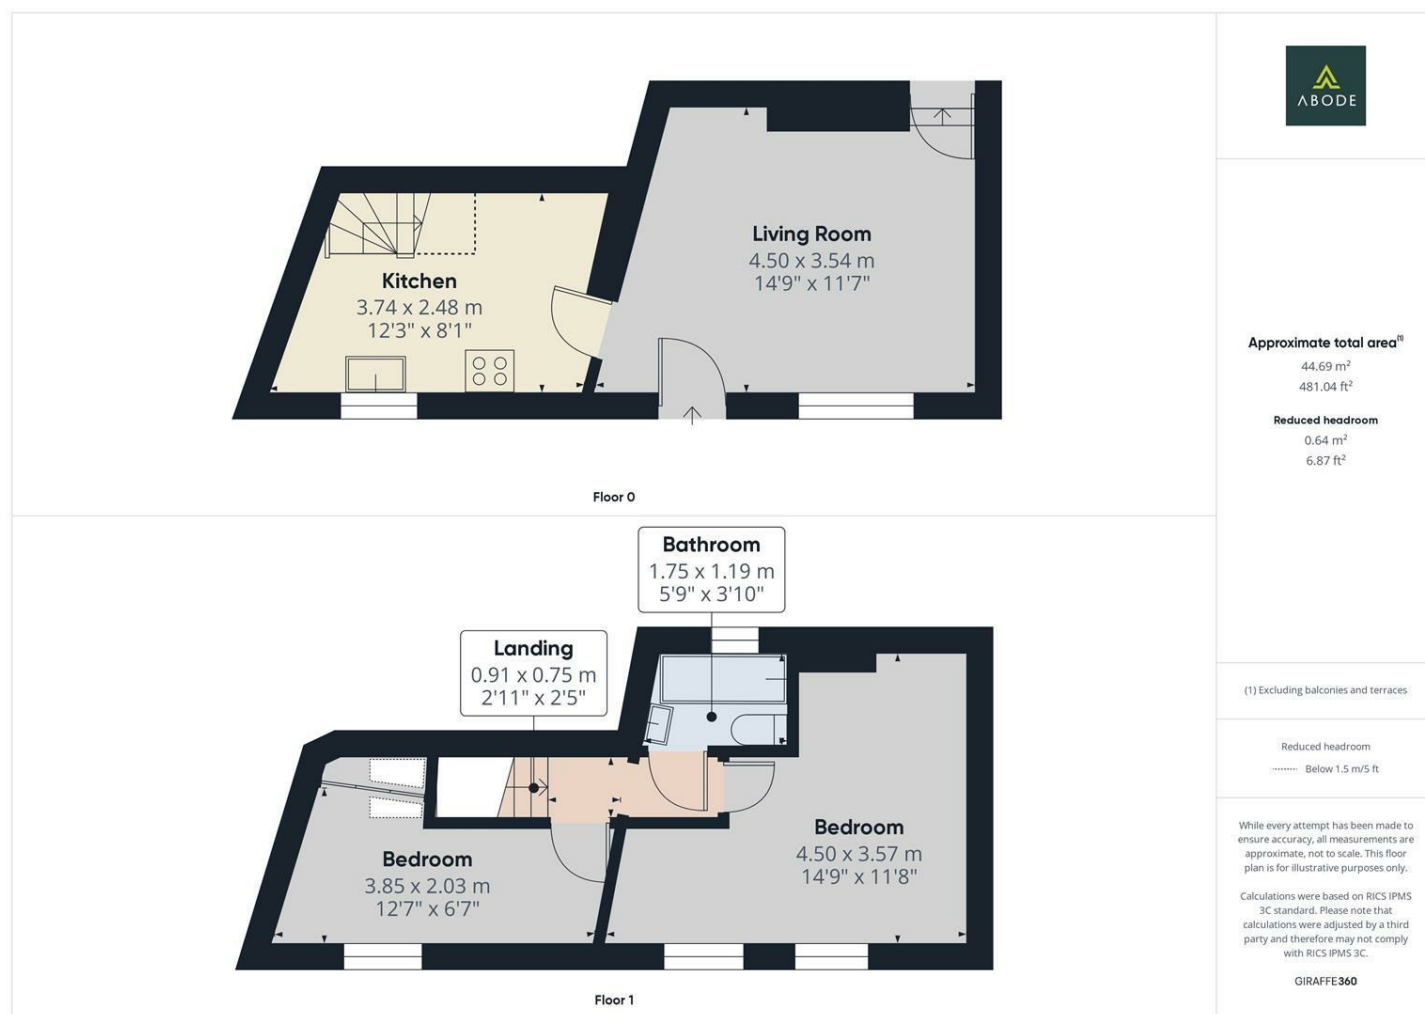 Living Room
4.50 x 3.54 m
14'9" x 11'7"
Kitchen
3.74 x 2.48 m
12'3" x 8'1"
Floor 0
Bathroom
1.75 x 1.19 m
5'9" x 3'10"
Landing
0.91 x 0.75 m
2'11" x 2'5"
Bedroom
4.50 x 3.57 m
14'9" x 11'8"
Bedroom
3.85 x 2.03 m
12'7" x 6'7"
Floor 1
ABODE
Approximate total area(1)
44.69 m²
481.04 ft²
Reduced headroom
0.64 m²
6.87 ft²
(1) Excluding balconies and terraces
Reduced headroom
Below 1.5 m/5 ft
While every attempt has been made to
ensure accuracy, all measurements are
approximate, not to scale. This floor
plan is for illustrative purposes only.
Calculations were based on RICS IPMS
3C standard. Please note that
calculations were adjusted by a third
party and therefore may not comply
with RICS IPMS 3C.
GIRAFFE360